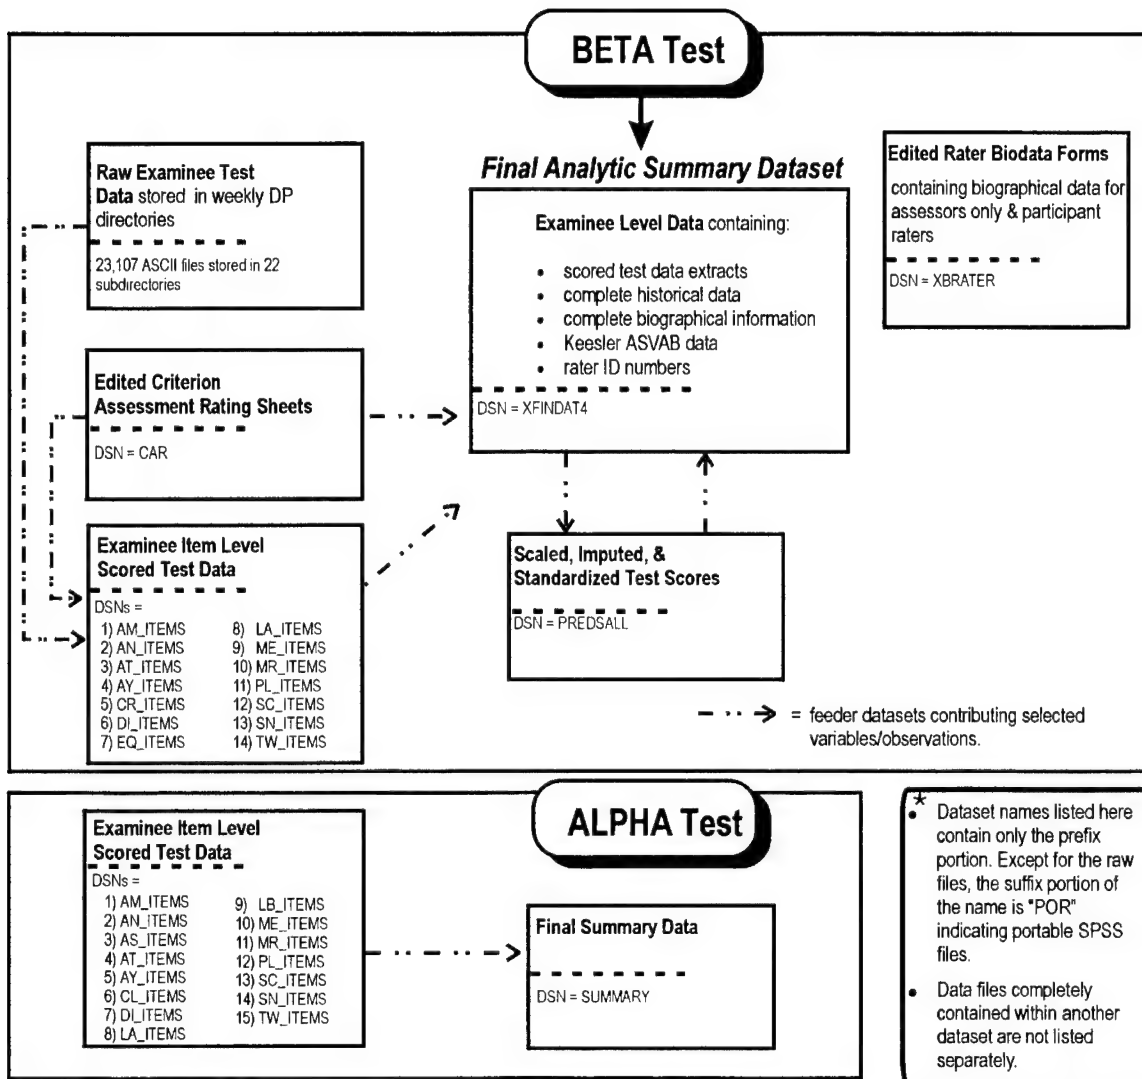 BETA Test
Raw Examinee Test
Data stored in weekly DP
directories
23,107 ASCII files stored in 22
subdirectories
Edited Criterion
Assessment Rating Sheets
DSN = CAR
Examinee Item Level
Scored Test Data
DSNs =
1) AM_ITEMS
2) AN_ITEMS
3) AT_ITEMS
4) AY_ITEMS
5) CR_ITEMS
6) DI_ITEMS
7) EQ_ITEMS
8) LA_ITEMS
9) ME_ITEMS
10) MR_ITEMS
11) PL_ITEMS
12) SC_ITEMS
13) SN_ITEMS
14) TW_ITEMS
Final Analytic Summary Dataset
Examinee Level Data containing:
• scored test data extracts
• complete historical data
• complete biographical information
• Keesler ASVAB data
• rater ID numbers
DSN = XFINDAT4
Scaled, Imputed, &
Standardized Test Scores
DSN = PREDSALL
Edited Rater Biodata Forms
containing biographical data for
assessors only & participant
raters
DSN = XBRATER
= feeder datasets contributing selected
variables/observations.
ALPHA Test
Examinee Item Level
Scored Test Data
DSNs =
1) AM_ITEMS
2) AN_ITEMS
3) AS_ITEMS
4) AT_ITEMS
5) AY_ITEMS
6) CL_ITEMS
7) DI_ITEMS
8) LA_ITEMS
9) LB_ITEMS
10) ME_ITEMS
11) MR_ITEMS
12) PL_ITEMS
13) SC_ITEMS
14) SN_ITEMS
15) TW_ITEMS
Final Summary Data
DSN = SUMMARY
*
• Dataset names listed here
contain only the prefix
portion. Except for the raw
files, the suffix portion of
the name is "POR"
indicating portable SPSS
files.
• Data files completely
contained within another
dataset are not listed
separately.